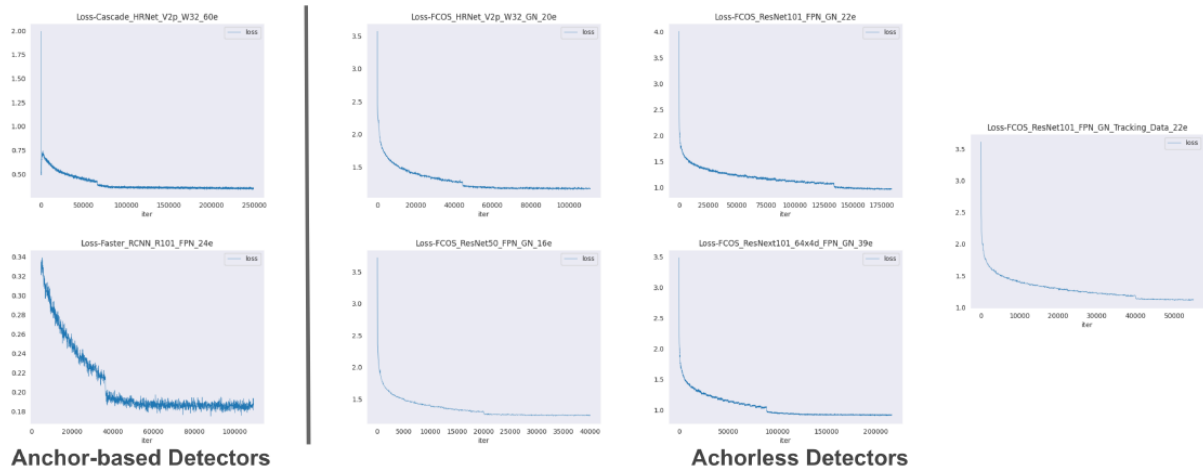 Loss-Cascade_HRNet_V2p_W32_60e
loss
2.00
1.75
1.50
1.25
1.00
0.75
0.50
0 50000 100000 150000 200000 250000
iter
Loss-FCOS_HRNet_V2p_W32_GN_20e
loss
3.5
3.0
2.5
2.0
1.5
0 20000 40000 60000 80000 100000
iter
Loss-FCOS_ResNet101_FPN_GN_22e
loss
4.0
3.5
3.0
2.5
2.0
1.5
1.0
0 25000 50000 75000 100000 125000 150000 175000
iter
Loss-FCOS_ResNet101_FPN_GN_Tracking_Data_22e
loss
3.5
3.0
2.5
2.0
1.5
1.0
0 10000 20000 30000 40000 50000
iter
Loss-Faster_RCNN_R101_FPN_24e
loss
0.34
0.32
0.30
0.28
0.26
0.24
0.22
0.20
0.18
0 20000 40000 60000 80000 100000
iter
Loss-FCOS_ResNet50_FPN_GN_16e
loss
3.5
3.0
2.5
2.0
1.5
0 5000 10000 15000 20000 25000 30000 35000 40000
iter
Loss-FCOS_ResNext101_64x4d_FPN_GN_39e
loss
3.5
3.0
2.5
2.0
1.5
1.0
0 50000 100000 150000 200000
iter
Anchor-based Detectors
Achorless Detectors